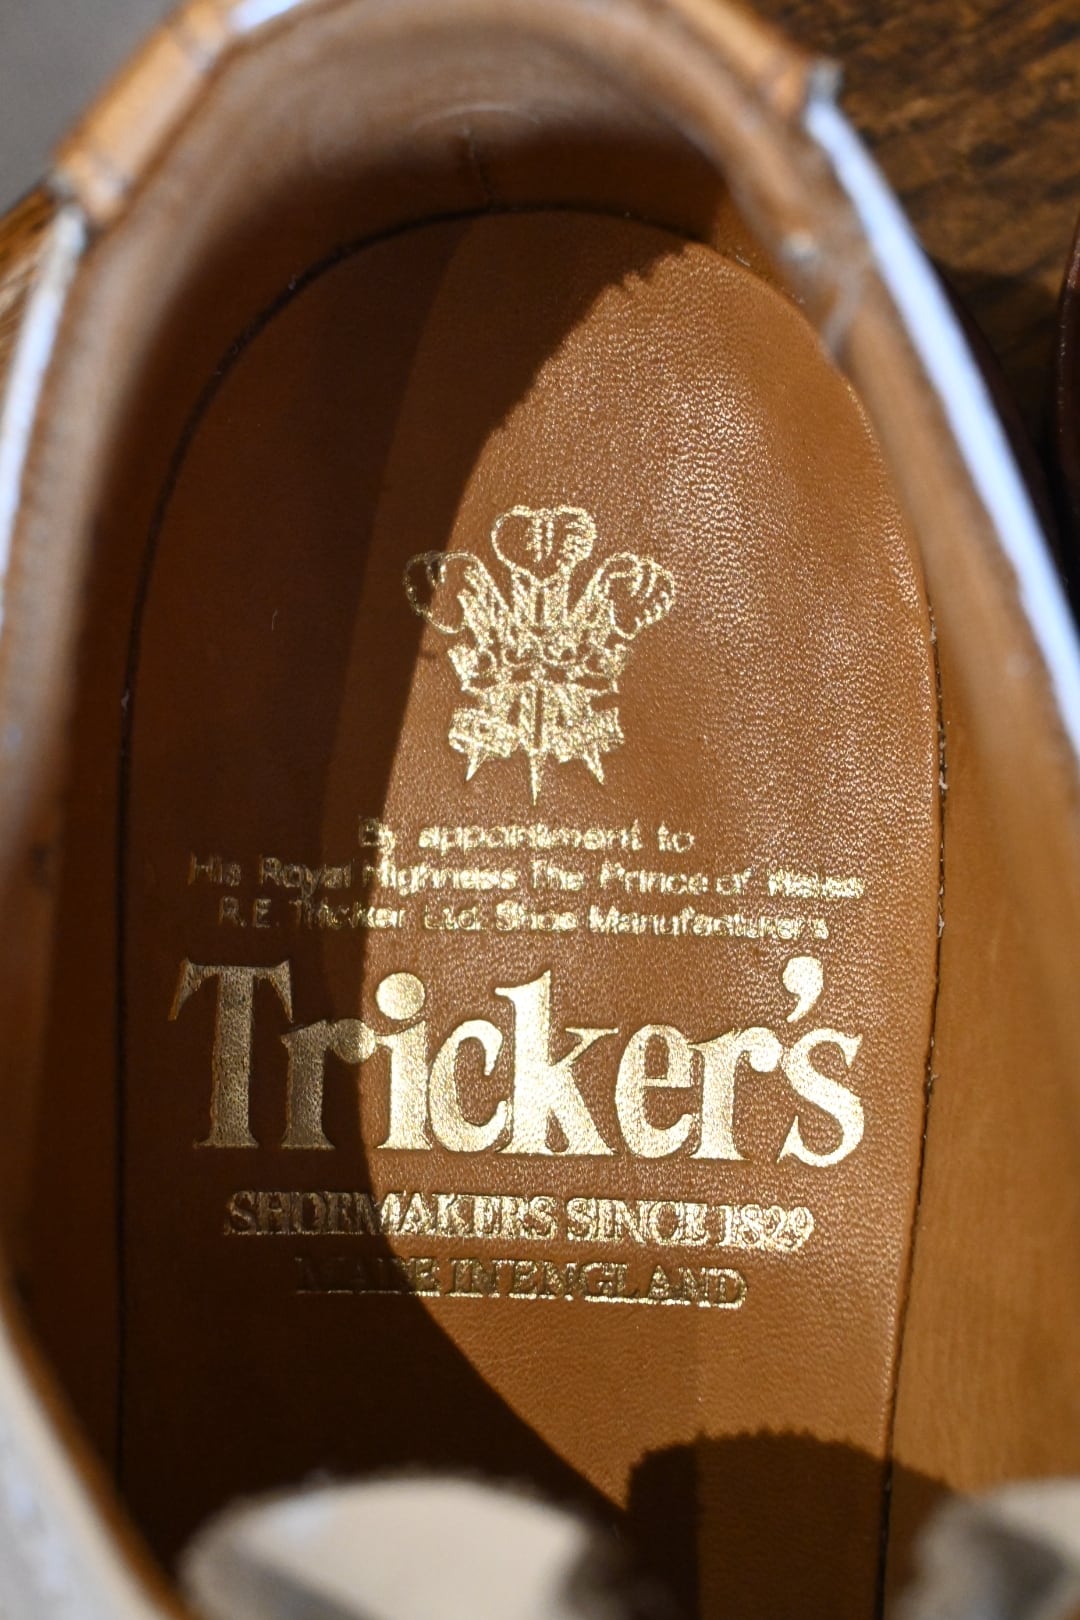 By appointment to
His Royal Highness The Prince of Wales
R.E. Tricker Ltd. Shoe Manufacturers
Tricker's
SHOEMAKERS SINCE 1829
MADE IN ENGLAND